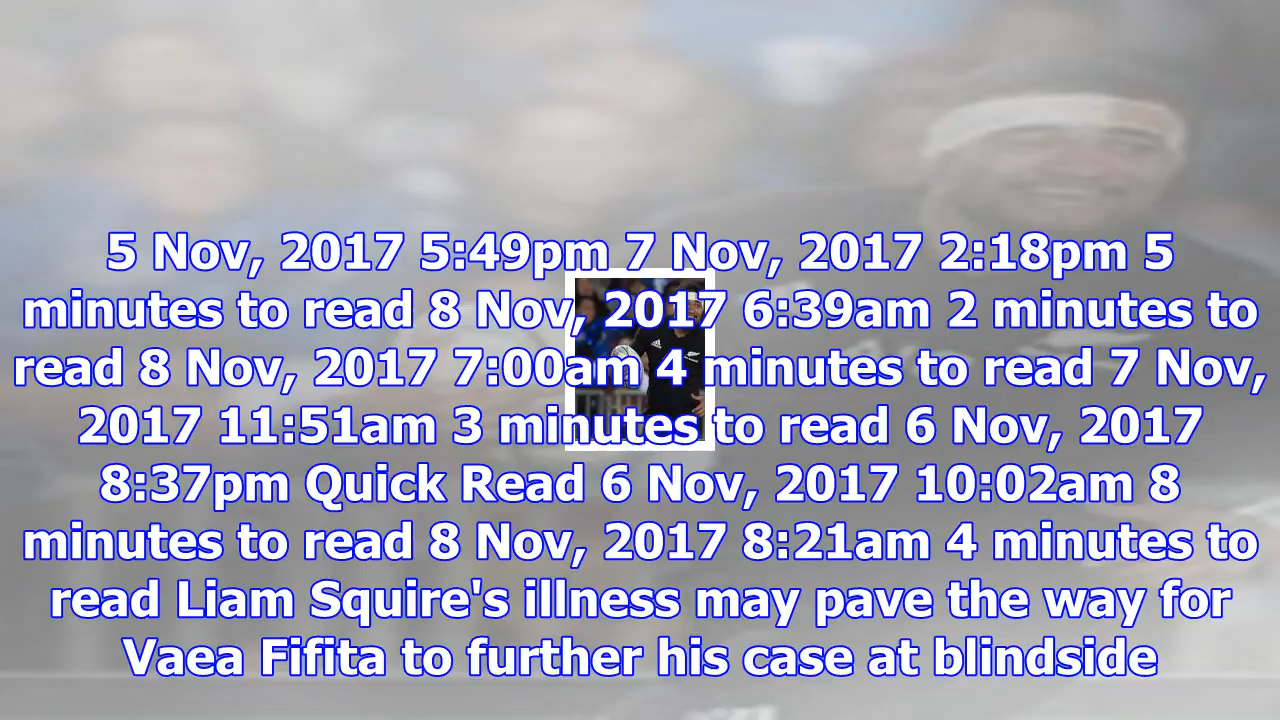 5 Nov, 2017 5:49pm 7 Nov, 2017 2:18pm 5
minutes to read 8 Nov, 2017 6:39am 2 minutes to
read 8 Nov, 2017 7:00am 4 minutes to read 7 Nov,
2017 11:51am 3 minutes to read 6 Nov, 2017
8:37pm Quick Read 6 Nov, 2017 10:02am 8
minutes to read 8 Nov, 2017 8:21am 4 minutes to
read Liam Squire's illness may pave the way for
Vaea Fifita to further his case at blindside